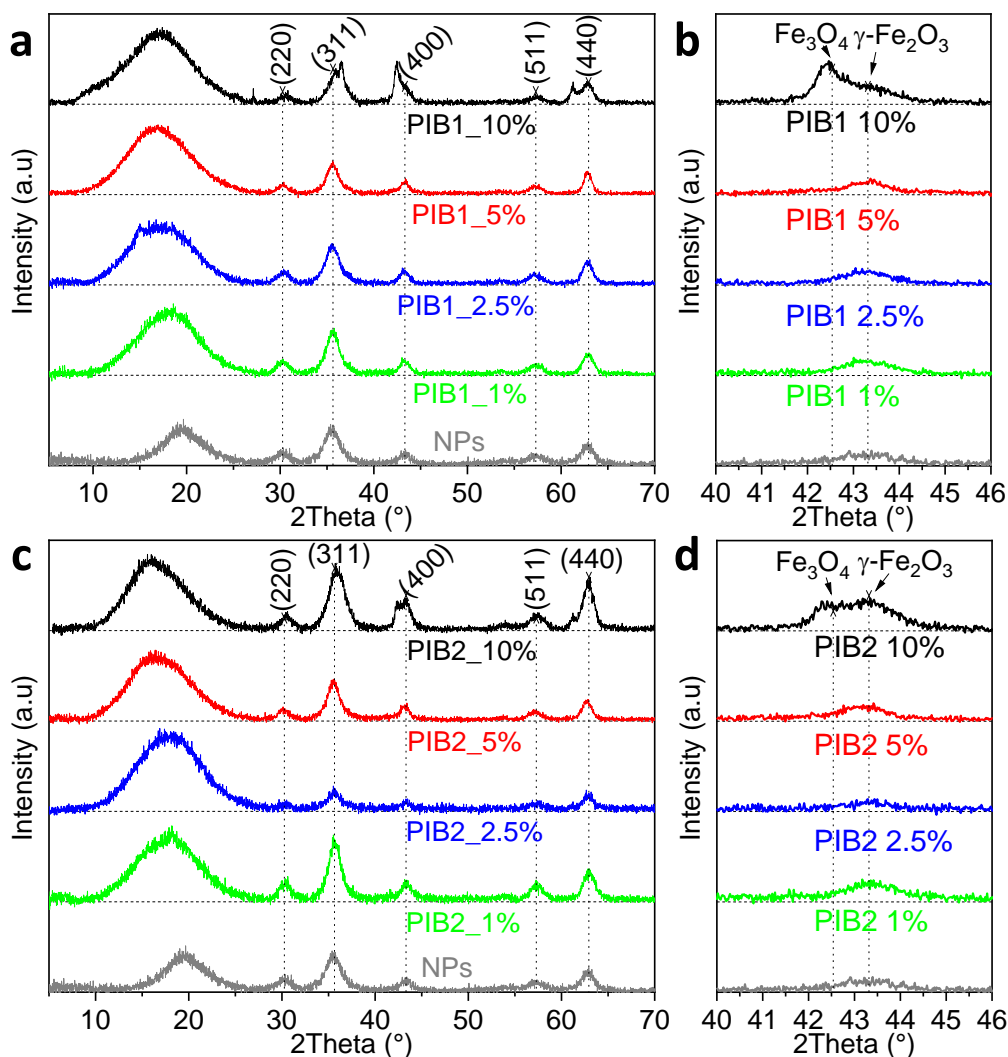 a
Intensity (a.u)
(220)
(311)
(400)
(511)
(440)
PIB1_10%
PIB1_5%
PIB1_2.5%
PIB1_1%
NPs
10 20 30 40 50 60 70
2Theta (°)
b
Intensity (a.u)
Fe₃O₄ γ-Fe₂O₃
PIB1 10%
PIB1 5%
PIB1 2.5%
PIB1 1%
40 41 42 43 44 45 46
2Theta (°)
c
Intensity (a.u)
(220)
(311)
(400)
(511)
(440)
PIB2_10%
PIB2_5%
PIB2_2.5%
PIB2_1%
NPs
10 20 30 40 50 60 70
2Theta (°)
d
Intensity (a.u)
Fe₃O₄ γ-Fe₂O₃
PIB2 10%
PIB2 5%
PIB2 2.5%
PIB2 1%
40 41 42 43 44 45 46
2Theta (°)